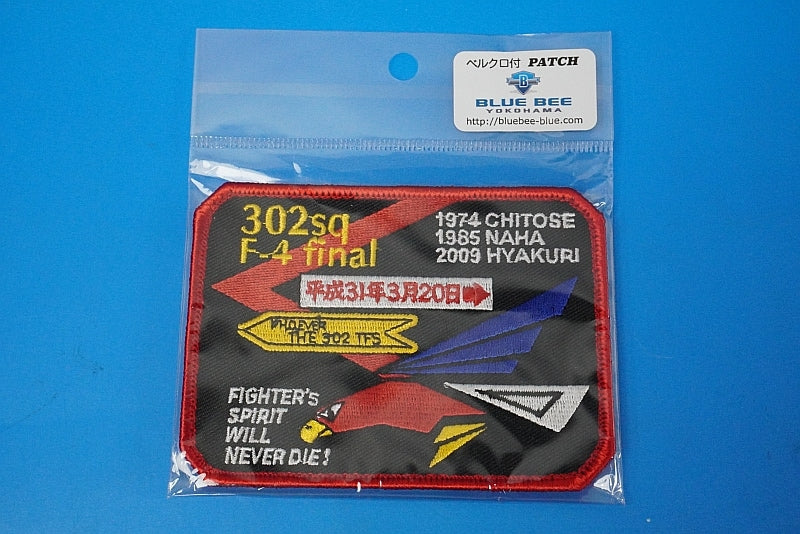 ベルクロ付 PATCH
B
BLUE BEE
YOKOHAMA
http://bluebee-blue.com
302sq
F-4 final
1974 CHITOSE
1985 NAHA
2009 HYAKURI
平成31年3月20日
WHOEVER
THE 302 TFS
FIGHTER'S
SPIRIT
WILL
NEVER DIE!